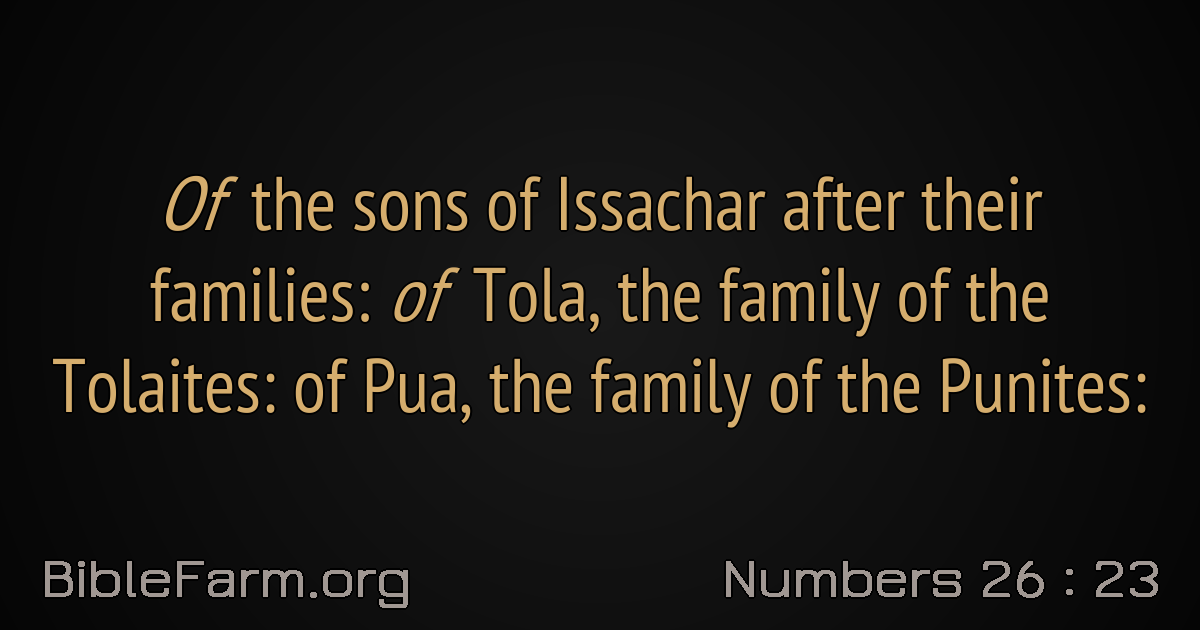 Of the sons of Issachar after their
families: of Tola, the family of the
Tolaites: of Pua, the family of the Punites:
BibleFarm.org
Numbers 26 : 23